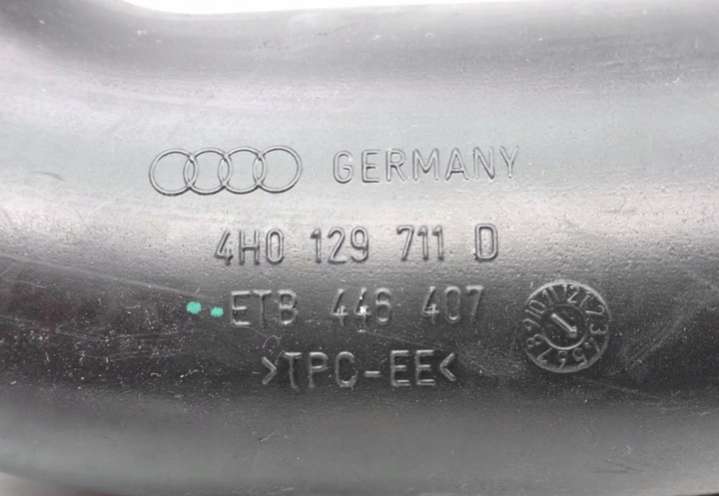 GERMANY
4H0 129 711 D
ETB 446 407
>TPC-EE<